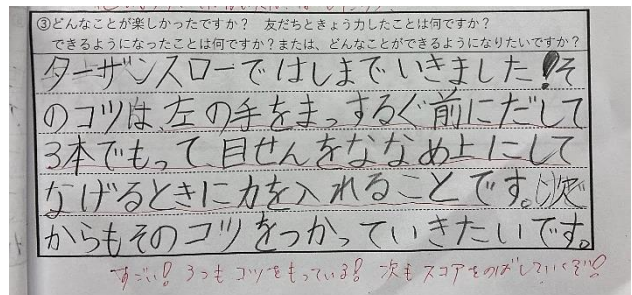 ③どんなことが楽しかったですか？　友だちときょう力したことは何ですか？
できるようになったことは何ですか？または、どんなことができるようになりたいですか？
ターザンスローではしまでいきました!そ
のコツは、左の手をまっするぐ前にだして
3本でもって、目せんをななめ上にして
なげるときに力を入れることです。次
からもそのコツをつかっていきたいです。
すごい! 3つもコツをもっている! 次もスコアをのばしていくぞ!